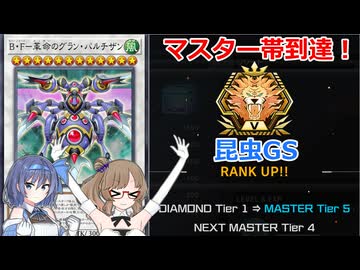 マスター帯到達！
B・F－革命のグラン・パルチザン
風
V
昆虫GS
RANK UP!!
DIAMOND Tier 1 ⇒ MASTER Tier 5
NEXT MASTER Tier 4